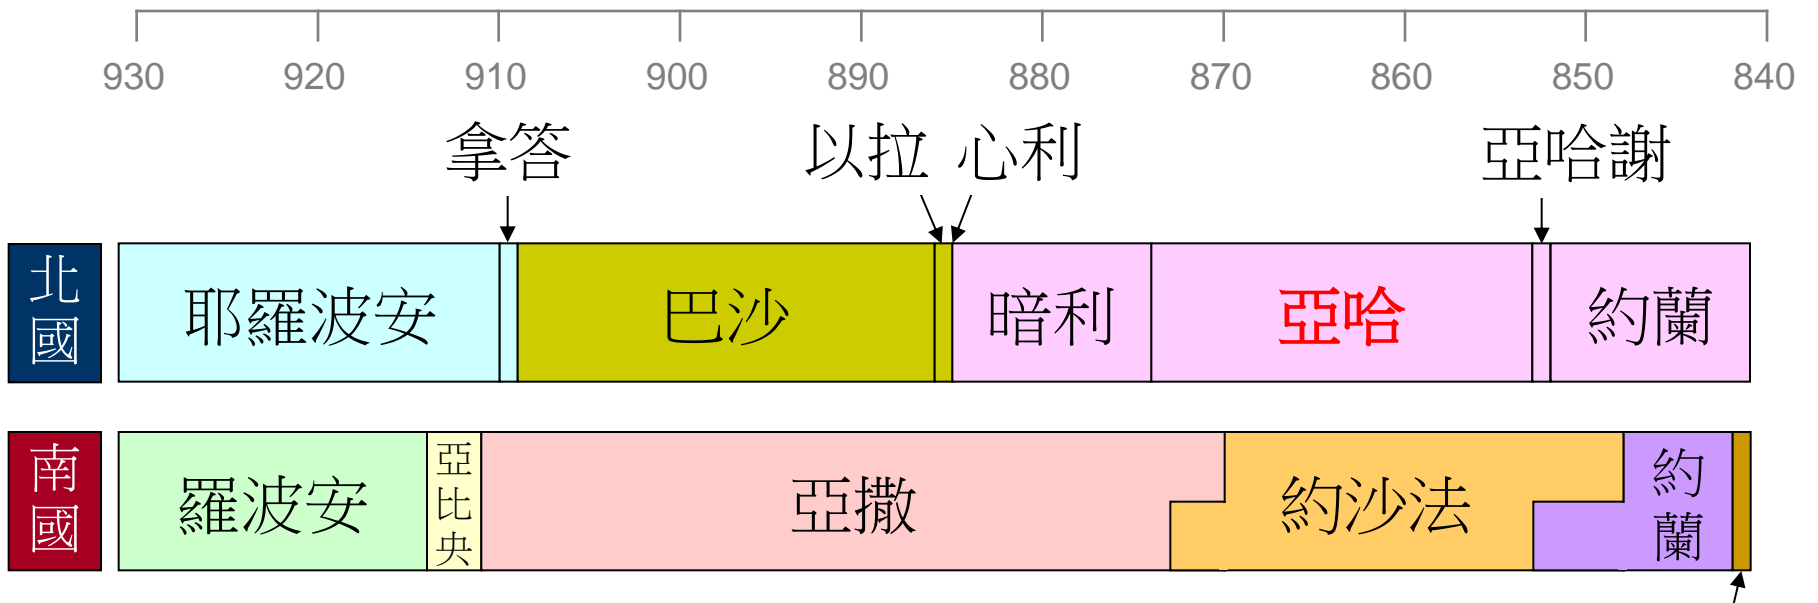 930 920 910 900 890 880 870 860 850 840
拿答 以拉 心利 亞哈謝
北國 耶羅波安 巴沙 暗利 亞哈 約蘭
南國 羅波安 亞比央 亞撒 約沙法 約蘭